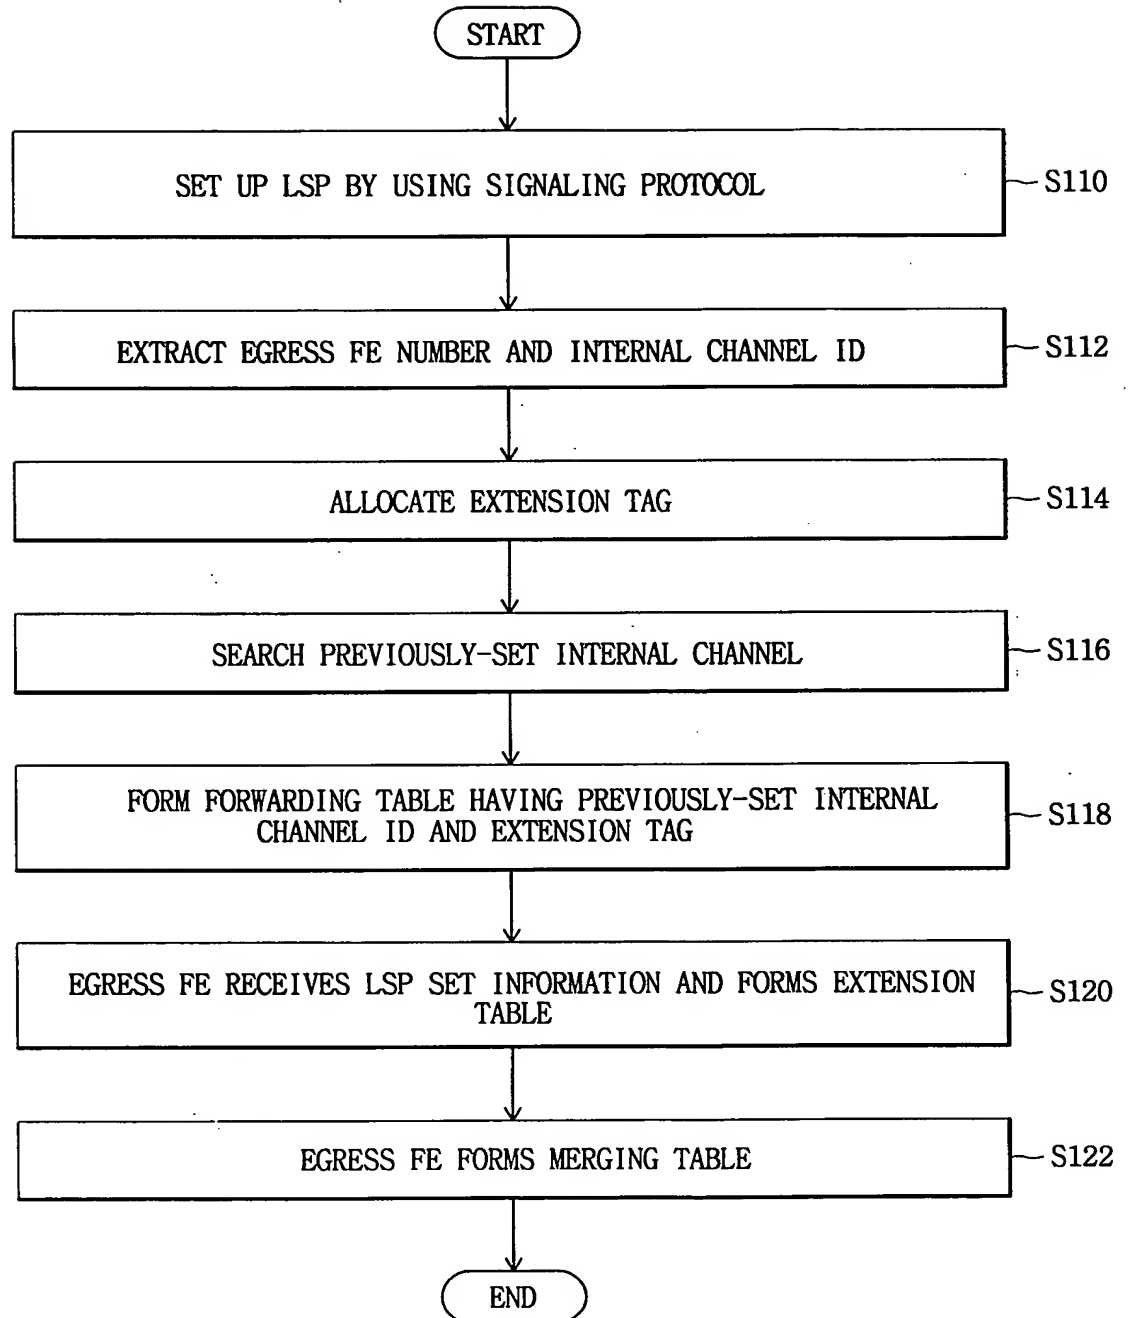 START
SET UP LSP BY USING SIGNALING PROTOCOL
S110
EXTRACT EGRESS FE NUMBER AND INTERNAL CHANNEL ID
S112
ALLOCATE EXTENSION TAG
S114
SEARCH PREVIOUSLY-SET INTERNAL CHANNEL
S116
FORM FORWARDING TABLE HAVING PREVIOUSLY-SET INTERNAL
CHANNEL ID AND EXTENSION TAG
S118
EGRESS FE RECEIVES LSP SET INFORMATION AND FORMS EXTENSION
TABLE
S120
EGRESS FE FORMS MERGING TABLE
S122
END